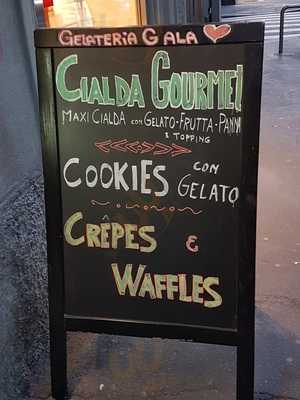 GELATERIA GALA
CIALDA GOURMET
MAXI CIALDA CON GELATO-FRUTTA-PANNA
& TOPPING
COOKIES CON
GELATO
CRÊPES &
WAFFLES